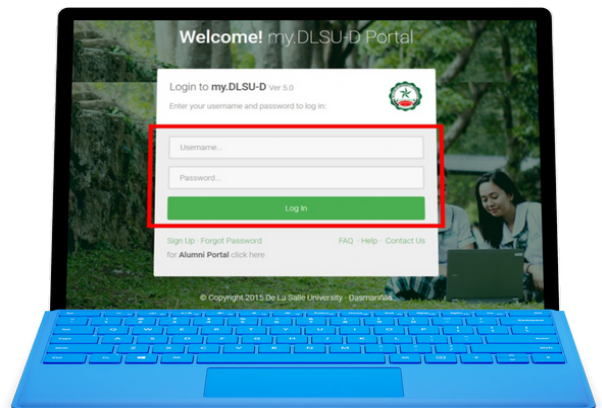 Welcome! my.DLSU-D Portal
Login to my.DLSU-D Ver 5.0
Enter your username and password to log in:
Username...
Password...
Log In
Sign Up · Forgot Password
FAQ · Help · Contact Us
for Alumni Portal click here
© Copyright 2015 De La Salle University - Dasmariñas